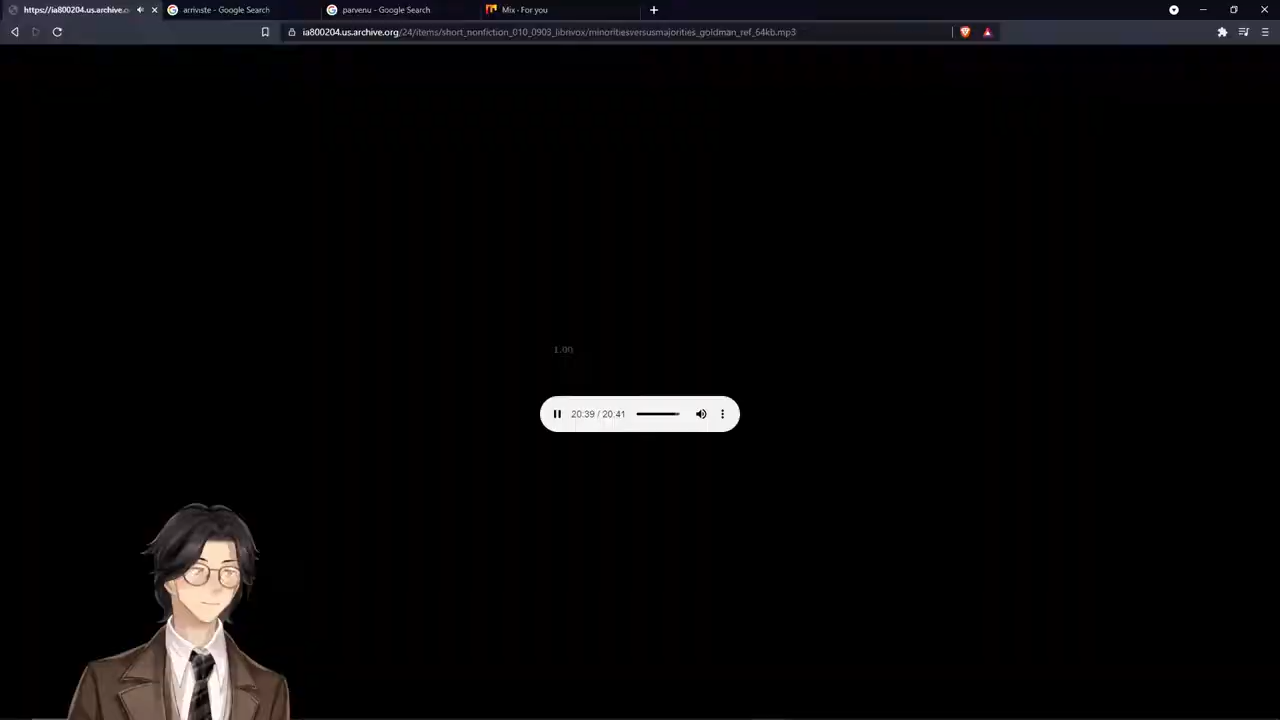 https://ia800204.us.archive.o
arriviste - Google Search
parvenu - Google Search
Mix - For you
ia800204.us.archive.org/24/items/short_nonfiction_010_0903_librivox/minoritiesversusmajorities_goldman_ref_64kb.mp3
1.00
20:39 / 20:41